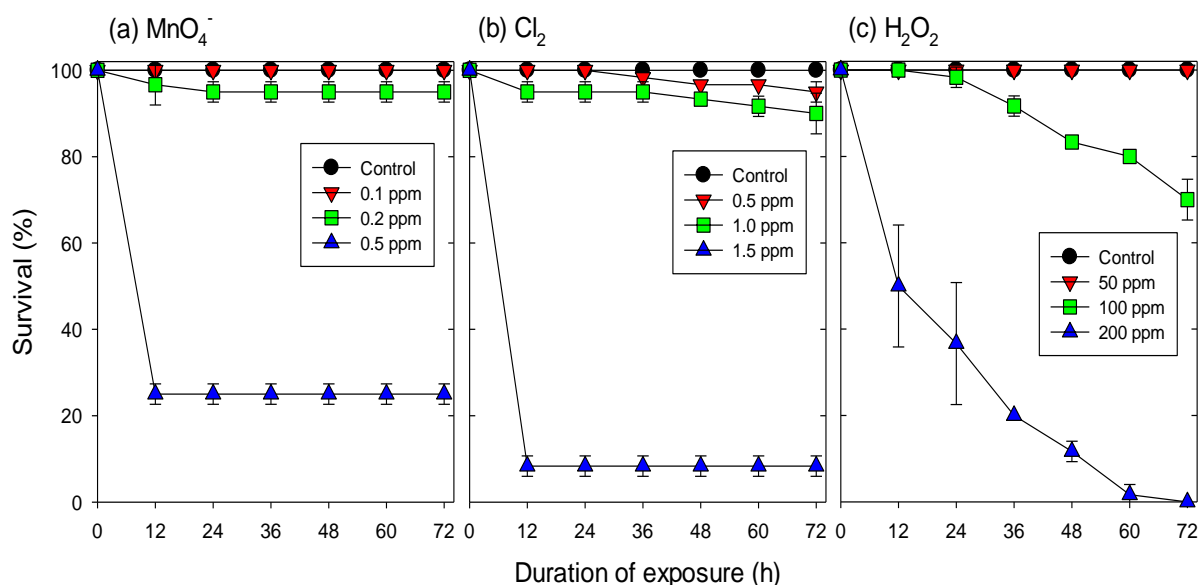 (a) MnO₄⁻
(b) Cl₂
(c) H₂O₂
Survival (%)
100
80
60
40
20
0
Control
0.1 ppm
0.2 ppm
0.5 ppm
Control
0.5 ppm
1.0 ppm
1.5 ppm
Control
50 ppm
100 ppm
200 ppm
0 12 24 36 48 60 72
0 12 24 36 48 60 72
0 12 24 36 48 60 72
Duration of exposure (h)